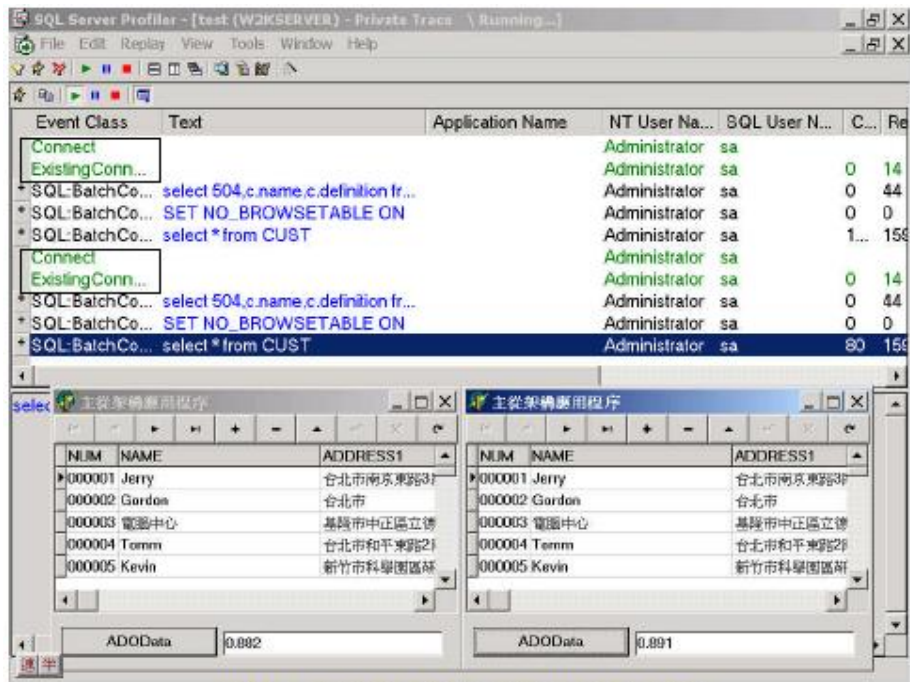 SQL Server Profiler - [test (W2KSERVER) - Private Trace \ Running...]
File Edit Replay View Tools Window Help
Event Class Text Application Name NT User Na... SQL User N... C... Re
Connect Administrator sa
ExistingConn... Administrator sa 0 14
* SQL:BatchCo... select 504,c.name,c.definition fr... Administrator sa 0 44
* SQL:BatchCo... SET NO_BROWSETABLE ON Administrator sa 0 0
* SQL:BatchCo... select * from CUST Administrator sa 1... 159
Connect Administrator sa
ExistingConn... Administrator sa 0 14
* SQL:BatchCo... select 504,c.name,c.definition fr... Administrator sa 0 44
* SQL:BatchCo... SET NO_BROWSETABLE ON Administrator sa 0 0
* SQL:BatchCo... select * from CUST Administrator sa 80 159
selec
主從架構應用程序
NUM NAME ADDRESS1
000001 Jerry 台北市南京東路3
000002 Gordon 台北市
000003 電腦中心 基隆市中正區立德
000004 Tomm 台北市和平東路2
000005 Kevin 新竹市科學園區研
ADOData 0.882
主從架構應用程序
NUM NAME ADDRESS1
000001 Jerry 台北市南京東路3
000002 Gordon 台北市
000003 電腦中心 基隆市中正區立德
000004 Tomm 台北市和平東路2
000005 Kevin 新竹市科學園區研
ADOData 0.891
半